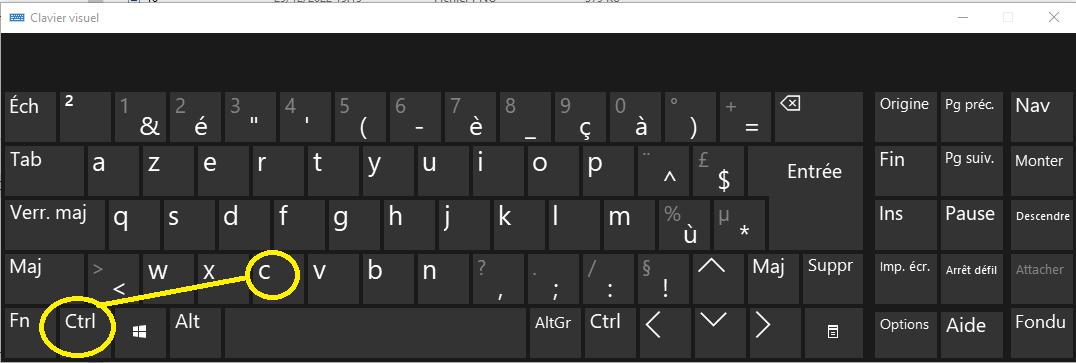 Clavier visuel
Éch ² 1 & 2 é 3 " 4 ' 5 ( 6 - 7 è 8 _ 9 ç 0 à ° ) + = Origine Pg préc. Nav
Tab a z e r t y u i o p ¨ ^ £ $ Entrée Fin Pg suiv. Monter
Verr. maj q s d f g h j k l m % ù µ * Ins Pause Descendre
Maj > < w x c v b n ? , . ; / : § ! Maj Suppr Imp. écr. Arrêt défil Attacher
Fn Ctrl Alt AltGr Ctrl Options Aide Fondu